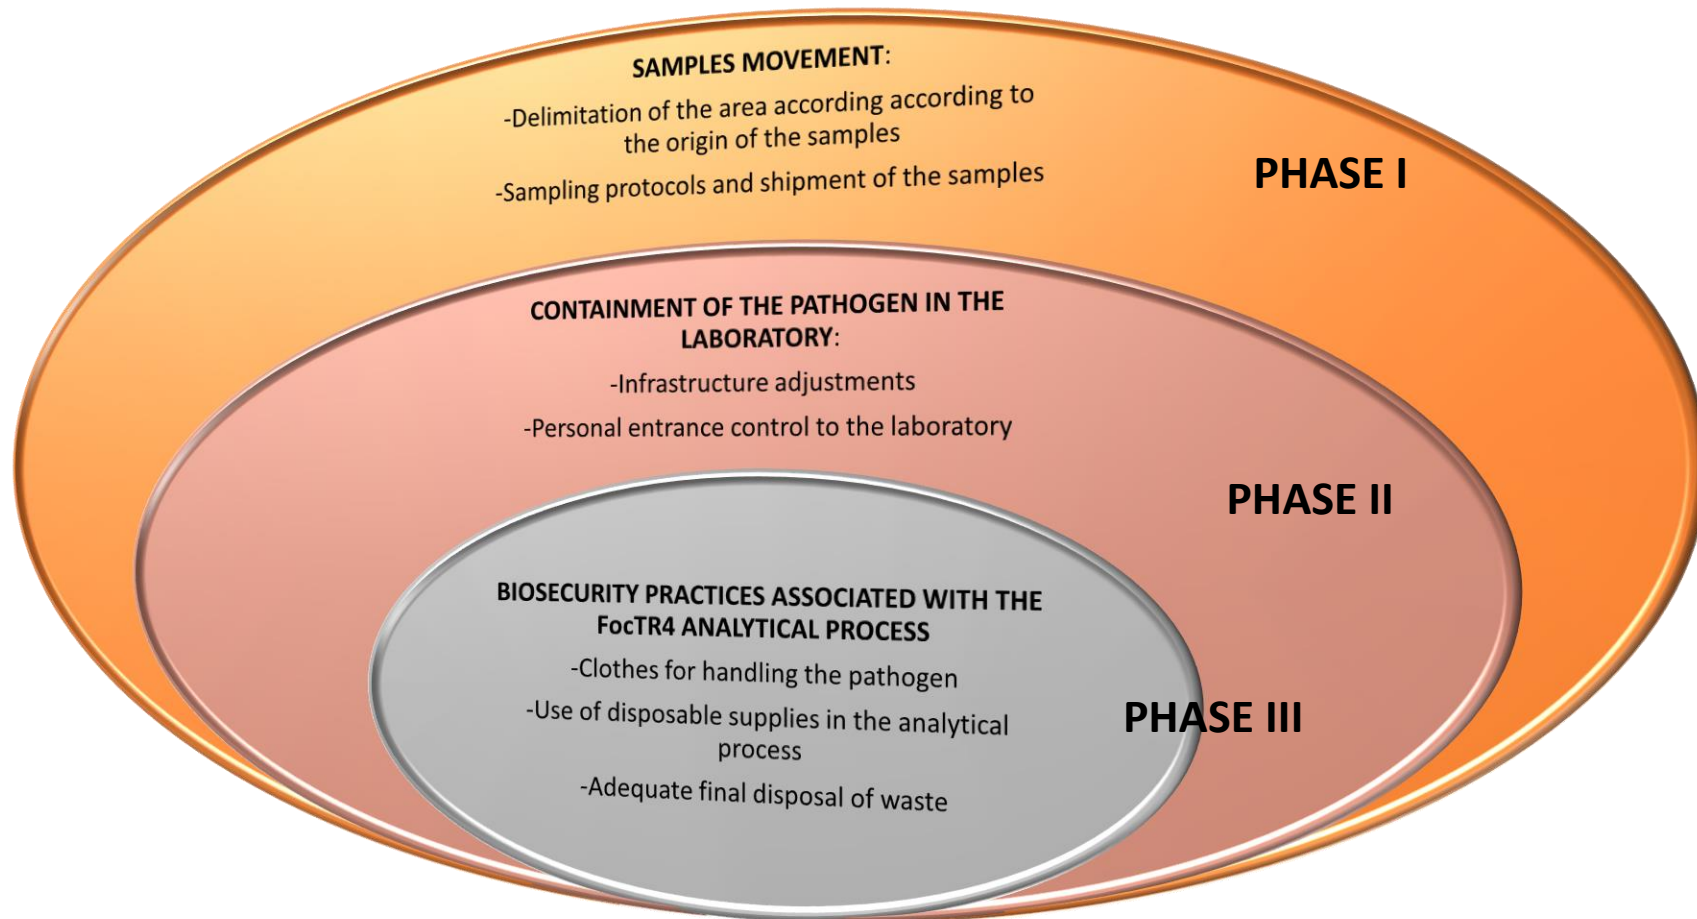 SAMPLES MOVEMENT:
-Delimitation of the area according according to
the origin of the samples
-Sampling protocols and shipment of the samples
PHASE I
CONTAINMENT OF THE PATHOGEN IN THE
LABORATORY:
-Infrastructure adjustments
-Personal entrance control to the laboratory
PHASE II
BIOSECURITY PRACTICES ASSOCIATED WITH THE
FocTR4 ANALYTICAL PROCESS
-Clothes for handling the pathogen
-Use of disposable supplies in the analytical
process
-Adequate final disposal of waste
PHASE III